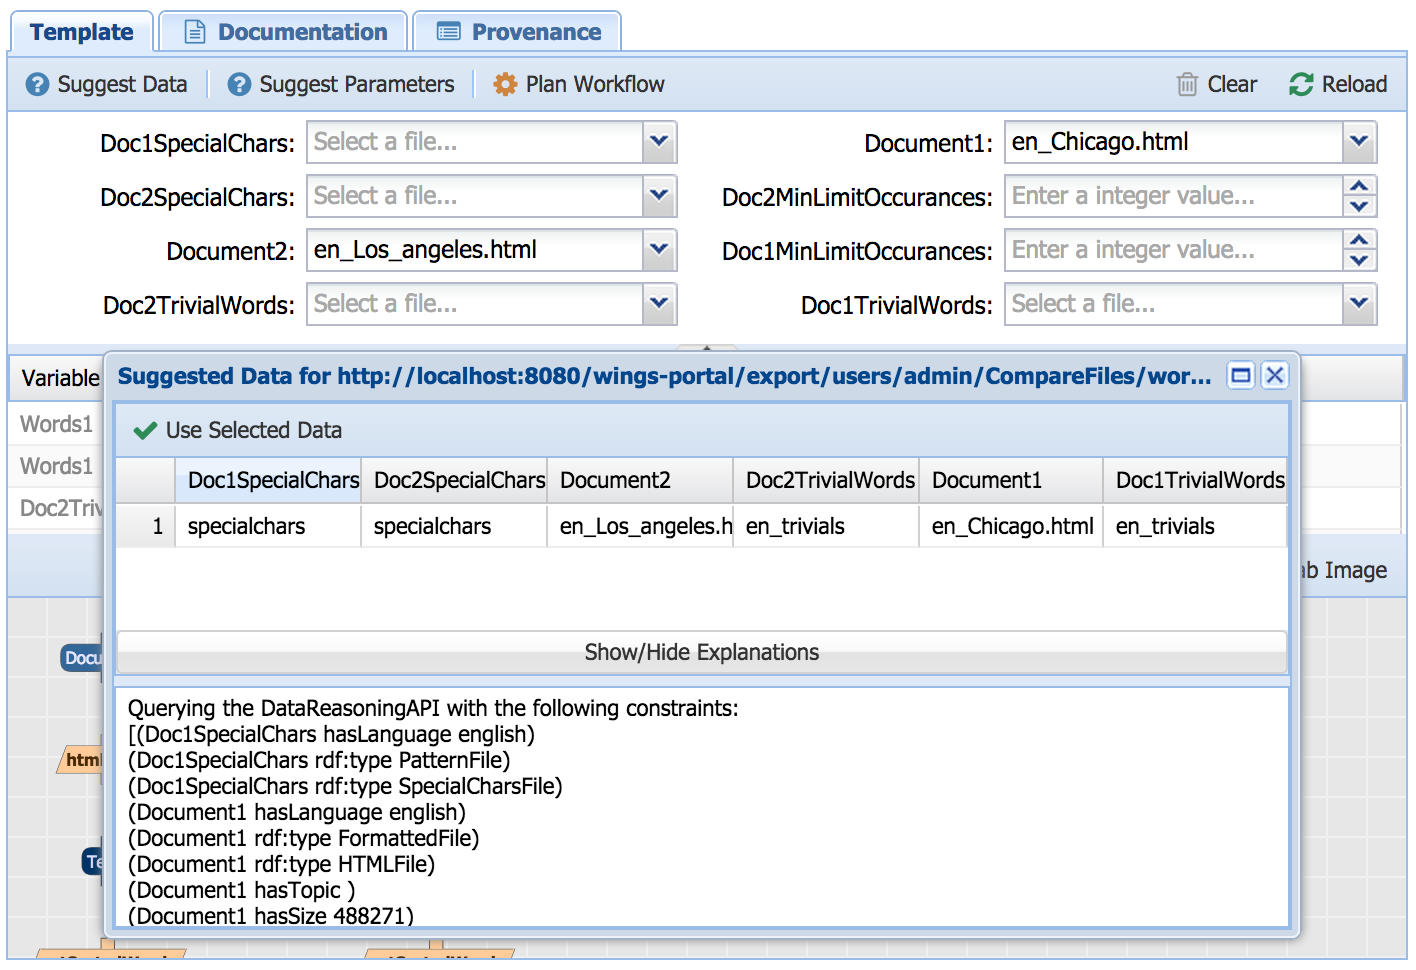 Template Documentation Provenance
Suggest Data Suggest Parameters Plan Workflow Clear Reload
Doc1SpecialChars: Select a file... Document1: en_Chicago.html
Doc2SpecialChars: Select a file... Doc2MinLimitOccurances: Enter a integer value...
Document2: en_Los_angeles.html Doc1MinLimitOccurances: Enter a integer value...
Doc2TrivialWords: Select a file... Doc1TrivialWords: Select a file...
Variable
Words1
Words1
Doc2Triv
Suggested Data for http://localhost:8080/wings-portal/export/users/admin/CompareFiles/wor...
Use Selected Data
Doc1SpecialChars Doc2SpecialChars Document2 Doc2TrivialWords Document1 Doc1TrivialWords
1 specialchars specialchars en_Los_angeles.h en_trivials en_Chicago.html en_trivials
ab Image
Show/Hide Explanations
Docu
html
Te
Querying the DataReasoningAPI with the following constraints:
[(Doc1SpecialChars hasLanguage english)
(Doc1SpecialChars rdf:type PatternFile)
(Doc1SpecialChars rdf:type SpecialCharsFile)
(Document1 hasLanguage english)
(Document1 rdf:type FormattedFile)
(Document1 rdf:type HTMLFile)
(Document1 hasTopic )
(Document1 hasSize 488271)